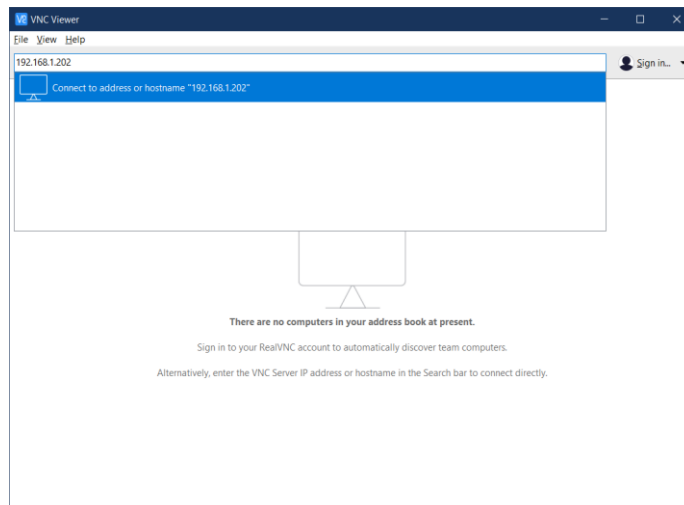 VNC Viewer
File View Help
192.168.1.202
Sign in...
Connect to address or hostname "192.168.1.202"
There are no computers in your address book at present.
Sign in to your RealVNC account to automatically discover team computers.
Alternatively, enter the VNC Server IP address or hostname in the Search bar to connect directly.